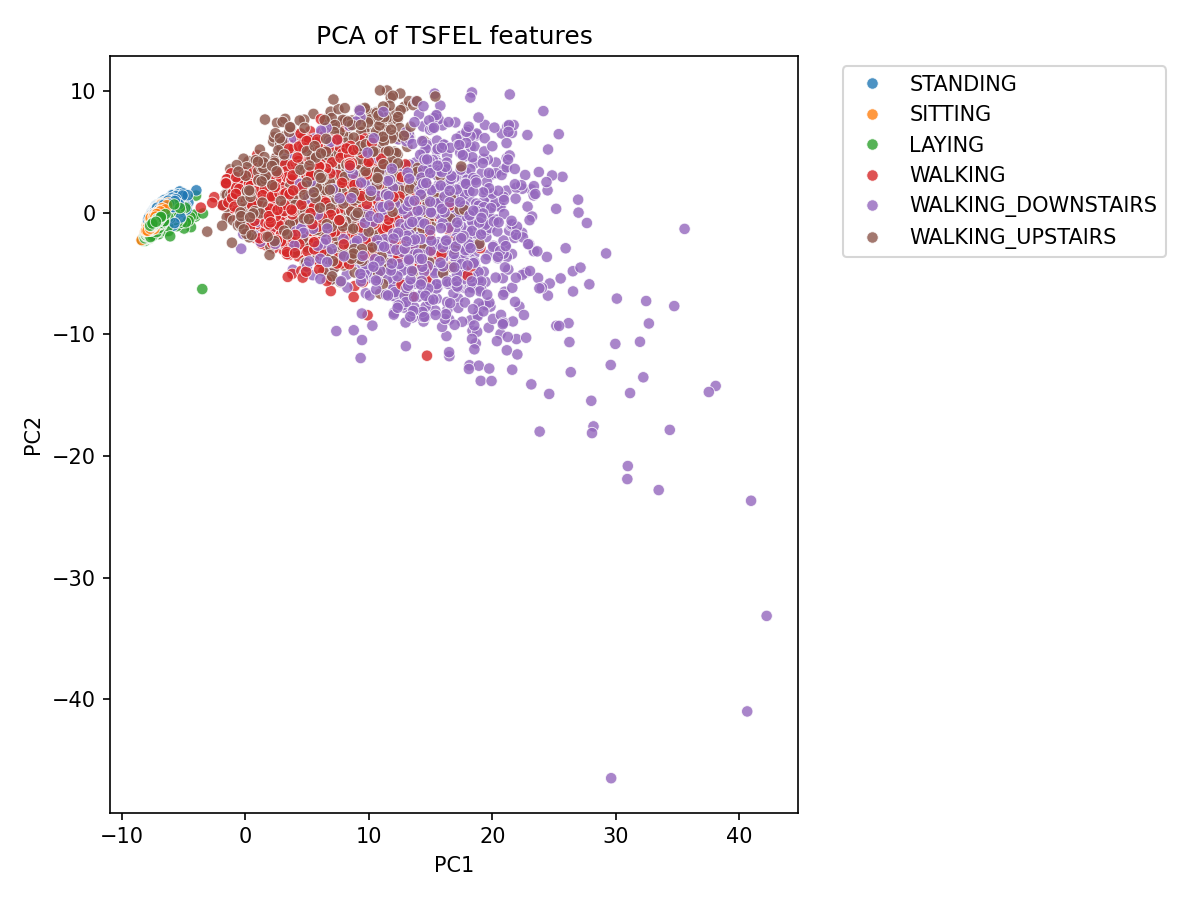 PCA of TSFEL features
STANDING
SITTING
LAYING
WALKING
WALKING_DOWNSTAIRS
WALKING_UPSTAIRS
10
0
−10
−20
−30
−40
PC2
−10 0 10 20 30 40
PC1